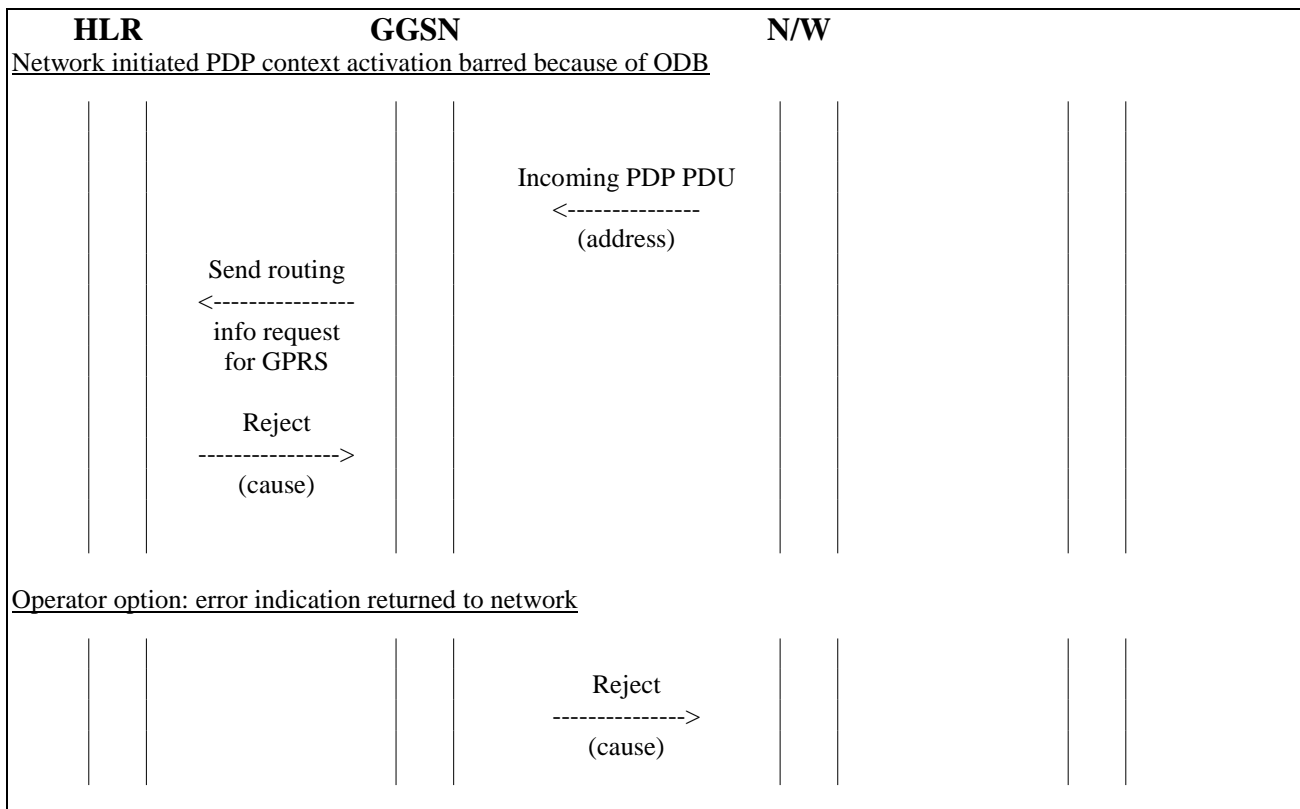 HLR GGSN N/W
Network initiated PDP context activation barred because of ODB
Incoming PDP PDU
<---------------
(address)
Send routing
<----------------
info request
for GPRS
Reject
---------------->
(cause)
Operator option: error indication returned to network
Reject
--------------->
(cause)